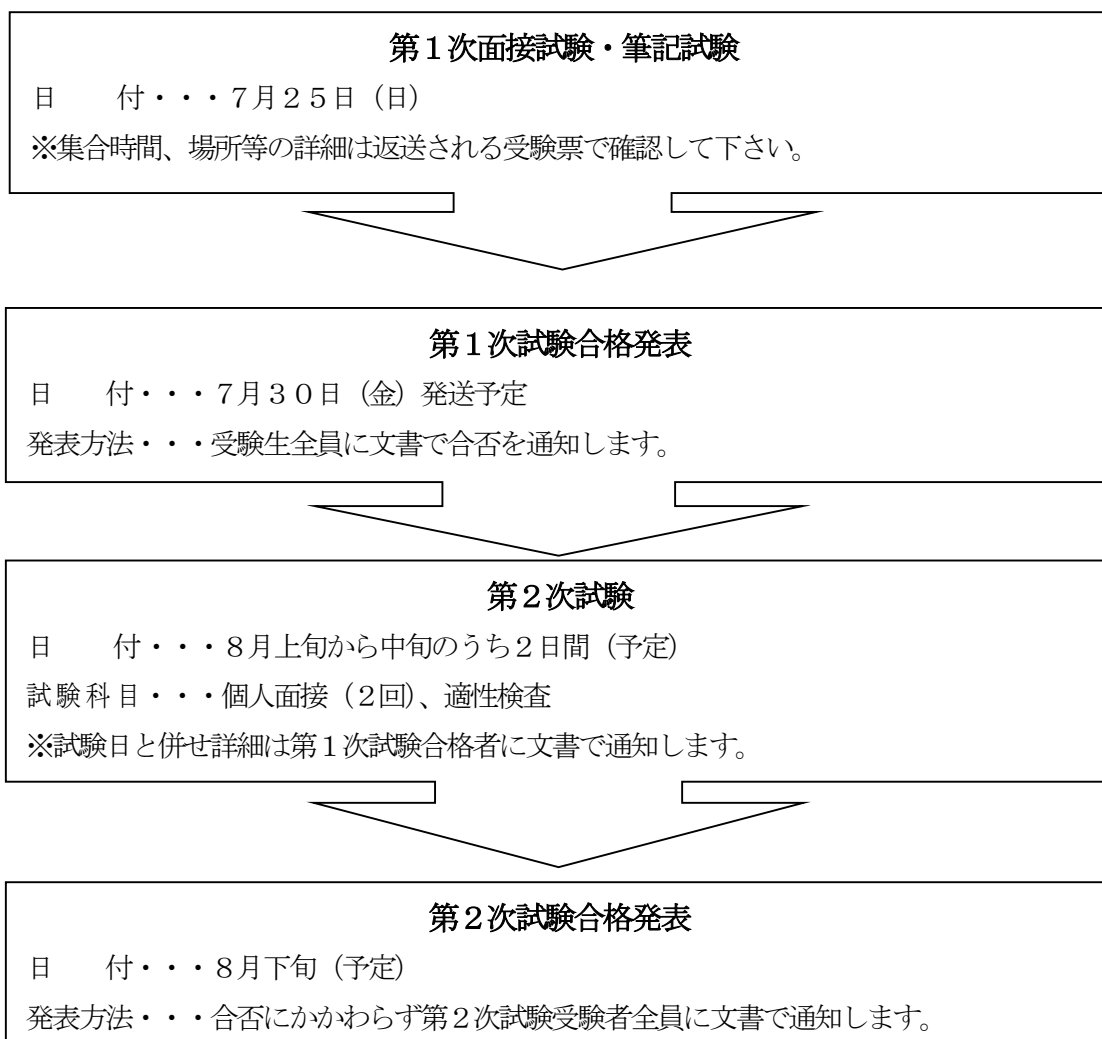 第１次面接試験・筆記試験
日　　付・・・７月２５日（日）
※集合時間、場所等の詳細は返送される受験票で確認して下さい。
第１次試験合格発表
日　　付・・・７月３０日（金）発送予定
発表方法・・・受験生全員に文書で合否を通知します。
第２次試験
日　　付・・・８月上旬から中旬のうち２日間（予定）
試験科目・・・個人面接（２回）、適性検査
※試験日と併せ詳細は第１次試験合格者に文書で通知します。
第２次試験合格発表
日　　付・・・８月下旬（予定）
発表方法・・・合否にかかわらず第２次試験受験者全員に文書で通知します。